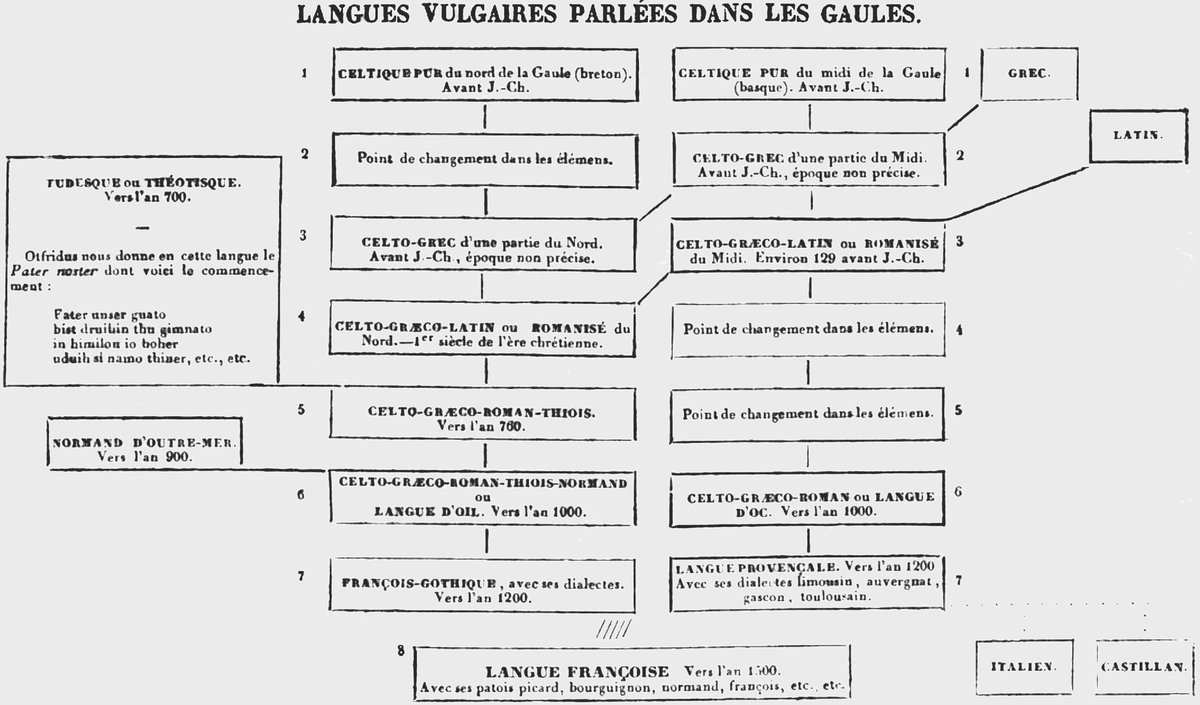 LANGUES VULGAIRES PARLÉES DANS LES GAULES.
1
CELTIQUE PUR du nord de la Gaule (breton).
Avant J.-Ch.
CELTIQUE PUR du midi de la Gaule
(basque). Avant J.-Ch.
1
GREC.
LATIN.
2
Point de changement dans les élémens.
CELTO-GREC d'une partie du Midi.
Avant J.-Ch., époque non précise.
2
TUDESQUE ou THÉOTISQUE.
Vers l'an 700.
—
Otfridus nous donne en cette langue le
Pater noster dont voici le commence-
ment :
Fater unser guato
bist druihin thu gimnato
in himilon io hoher
uduih si namo thiner, etc., etc.
3
CELTO-GREC d'une partie du Nord.
Avant J.-Ch., époque non précise.
CELTO-GRÆCO-LATIN ou ROMANISÉ
du Midi. Environ 129 avant J.-Ch.
3
4
CELTO-GRÆCO-LATIN ou ROMANISÉ du
Nord.—1er siècle de l'ère chrétienne.
Point de changement dans les élémens.
4
5
CELTO-GRÆCO-ROMAN-THIOIS.
Vers l'an 760.
Point de changement dans les élémens.
5
NORMAND D'OUTRE-MER.
Vers l'an 900.
6
CELTO-GRÆCO-ROMAN-THIOIS-NORMAND
ou
LANGUE D'OIL. Vers l'an 1000.
CELTO-GRÆCO-ROMAN ou LANGUE
D'OC. Vers l'an 1000.
6
7
FRANÇOIS-GOTHIQUE, avec ses dialectes.
Vers l'an 1200.
LANGUE PROVENÇALE. Vers l'an 1200
Avec ses dialectes limousin, auvergnat,
gascon, toulousain.
7
8
LANGUE FRANÇOISE Vers l'an 1500.
Avec ses patois picard, bourguignon, normand, françois, etc., etc.
ITALIEN.
CASTILLAN.